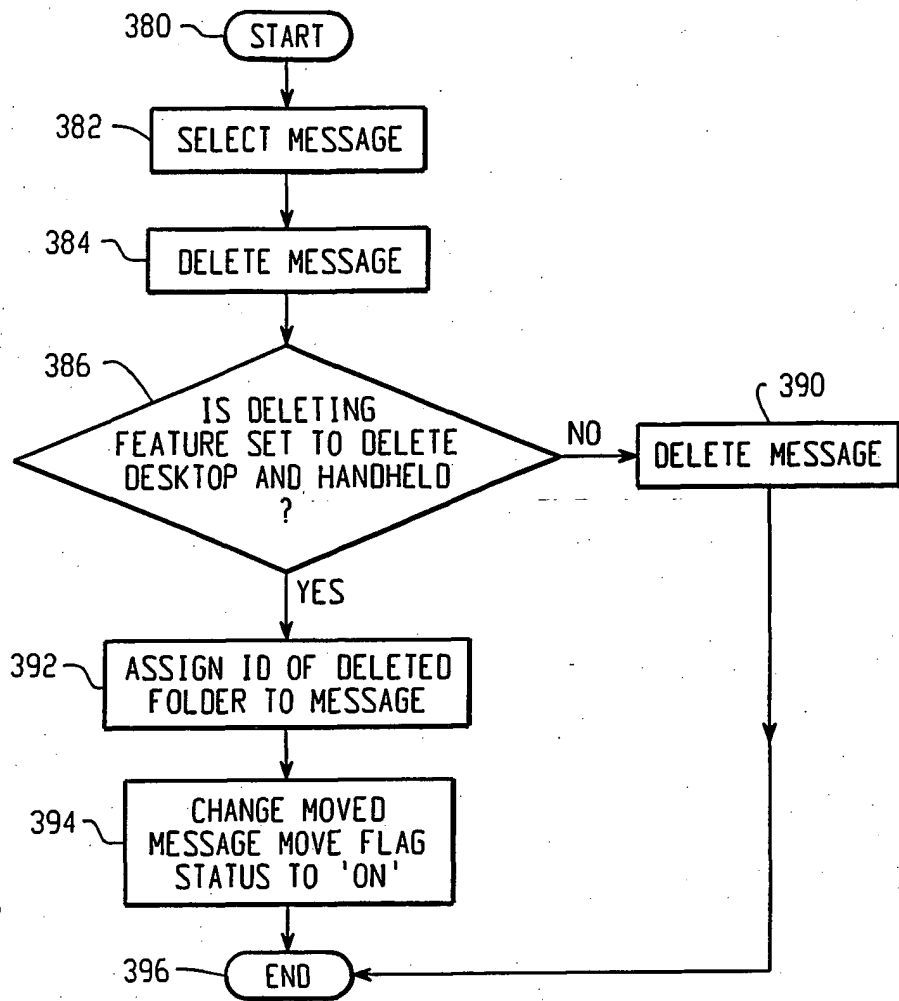 380
START
382
SELECT MESSAGE
384
DELETE MESSAGE
386
IS DELETING
FEATURE SET TO DELETE
DESKTOP AND HANDHELD
?
NO
390
DELETE MESSAGE
YES
392
ASSIGN ID OF DELETED
FOLDER TO MESSAGE
394
CHANGE MOVED
MESSAGE MOVE FLAG
STATUS TO 'ON'
396
END